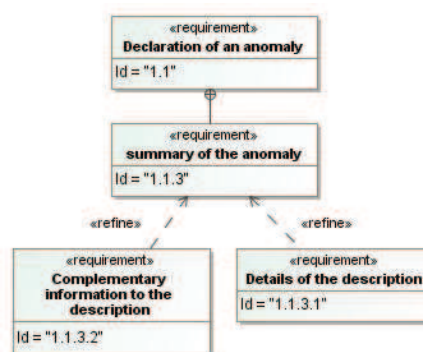 «requirement»
Declaration of an anomaly
Id = "1.1"
«requirement»
summary of the anomaly
Id = "1.1.3"
«refine»
«refine»
«requirement»
Complementary
information to the
description
Id = "1.1.3.2"
«requirement»
Details of the description
Id = "1.1.3.1"